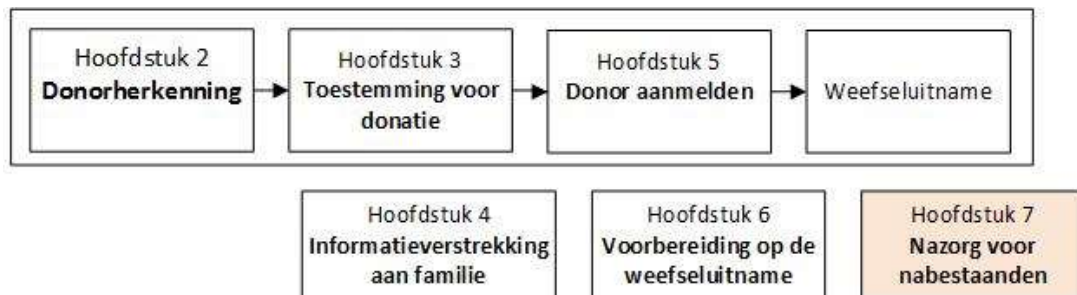 Hoofdstuk 2
Donorherkenning
Hoofdstuk 3
Toestemming voor
donatie
Hoofdstuk 5
Donor aanmelden
Weefseluitname
Hoofdstuk 4
Informatieverstrekking
aan familie
Hoofdstuk 6
Voorbereiding op de
weefseluitname
Hoofdstuk 7
Nazorg voor
nabestaanden